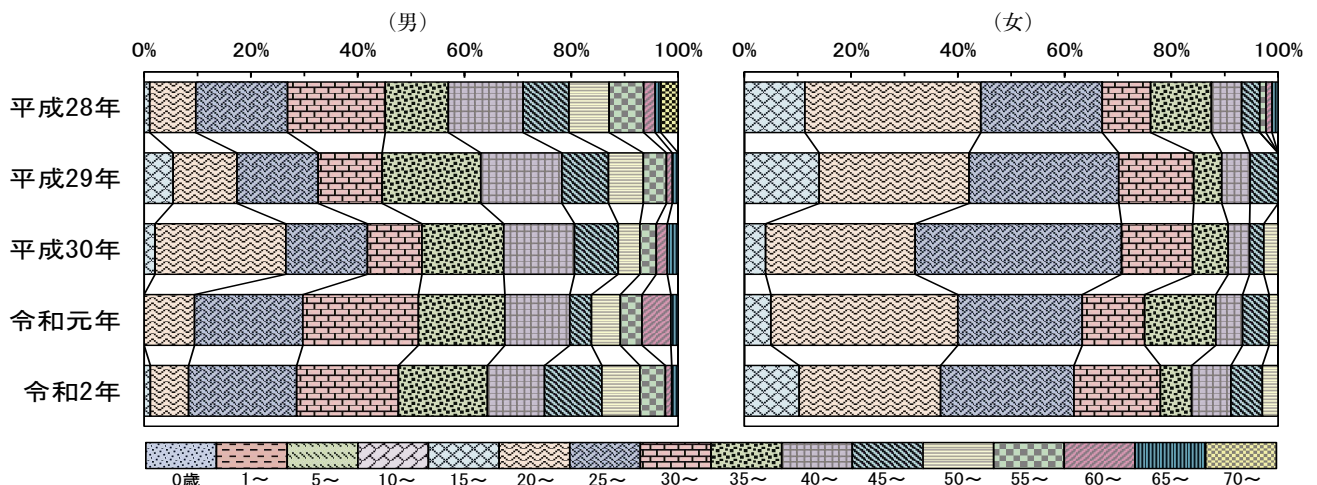 （男） （女）
0% 20% 40% 60% 80% 100% 0% 20% 40% 60% 80% 100%
平成28年
平成29年
平成30年
令和元年
令和2年
0歳 1～ 5～ 10～ 15～ 20～ 25～ 30～ 35～ 40～ 45～ 50～ 55～ 60～ 65～ 70～